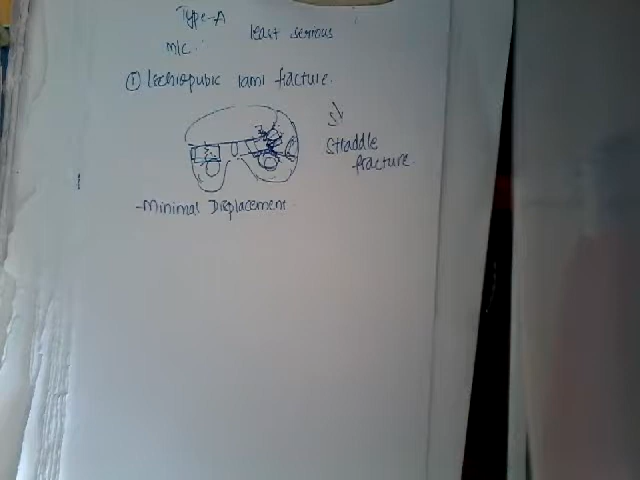 Type-A
least serious
M/C.
① Ischiopubic rami fracture.
S
Straddle
fracture.
- Minimal Displacement